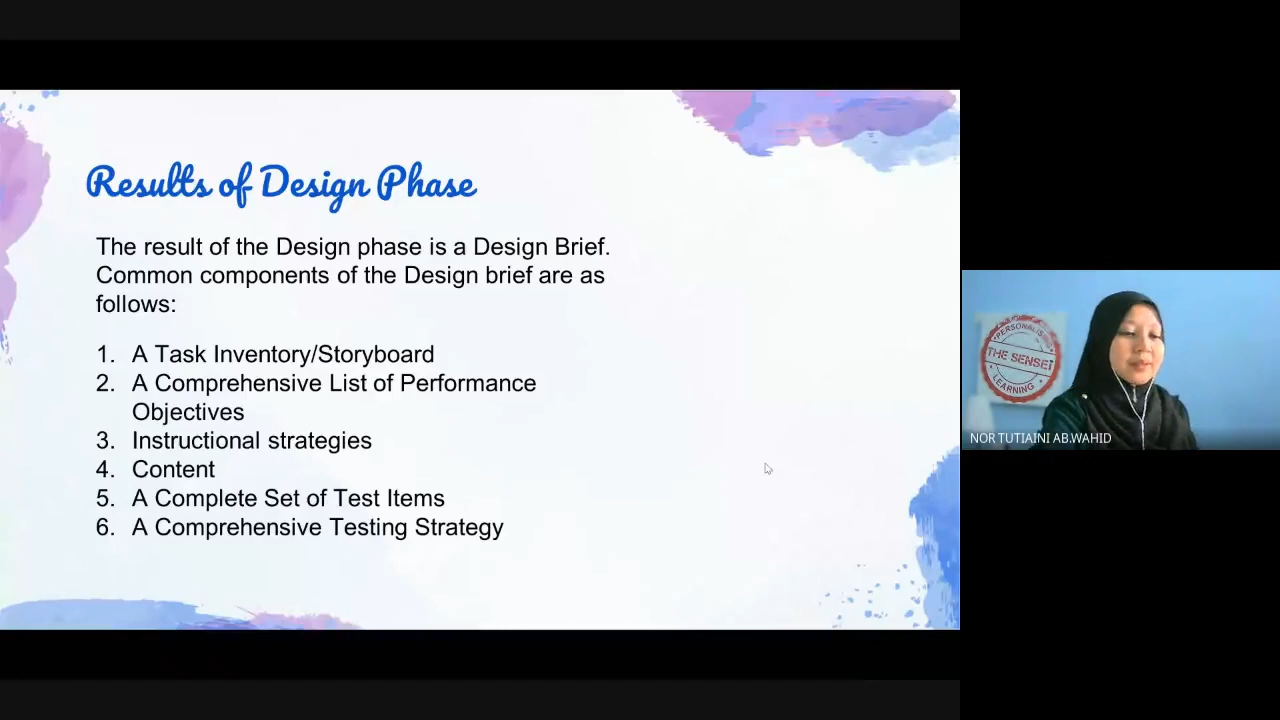 Results of Design Phase
The result of the Design phase is a Design Brief.
Common components of the Design brief are as
follows:
1. A Task Inventory/Storyboard
2. A Comprehensive List of Performance
Objectives
3. Instructional strategies
4. Content
5. A Complete Set of Test Items
6. A Comprehensive Testing Strategy
PERSONALIS
THE SENSEI
LEARNING
NOR TUTIAINI AB.WAHID